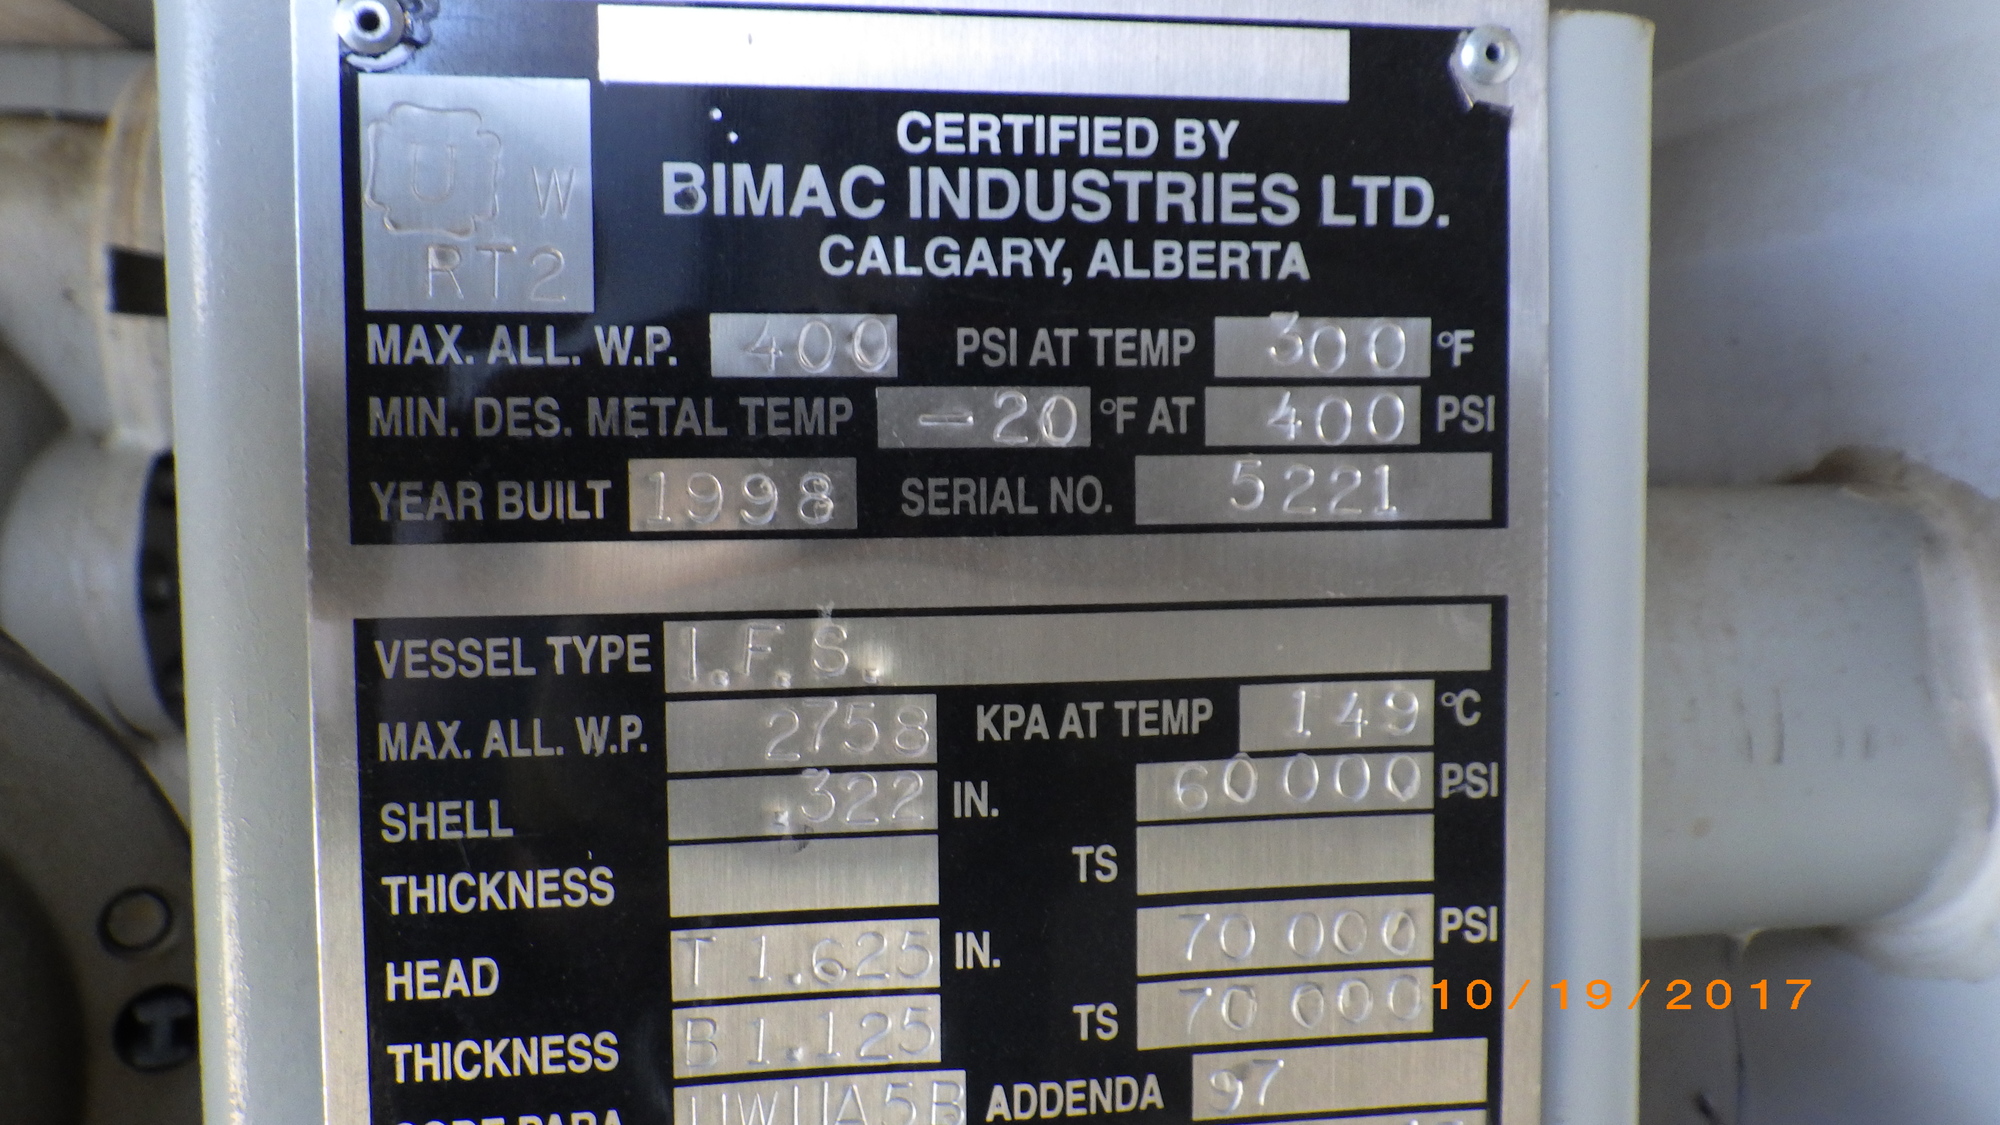 U W
RT2
CERTIFIED BY
BIMAC INDUSTRIES LTD.
CALGARY, ALBERTA
MAX. ALL. W.P. 400 PSI AT TEMP 300 °F
MIN. DES. METAL TEMP -20 °F AT 400 PSI
YEAR BUILT 1998 SERIAL NO. 5221
VESSEL TYPE I.F.S.
MAX. ALL. W.P. 2758 KPA AT TEMP 149 °C
SHELL .322 IN. 60 000 PSI
THICKNESS TS
HEAD T 1.625 IN. 70 000 PSI
THICKNESS B 1.125 TS 70 000
10/19/2017
CODE PARA UWUA5B ADDENDA 97